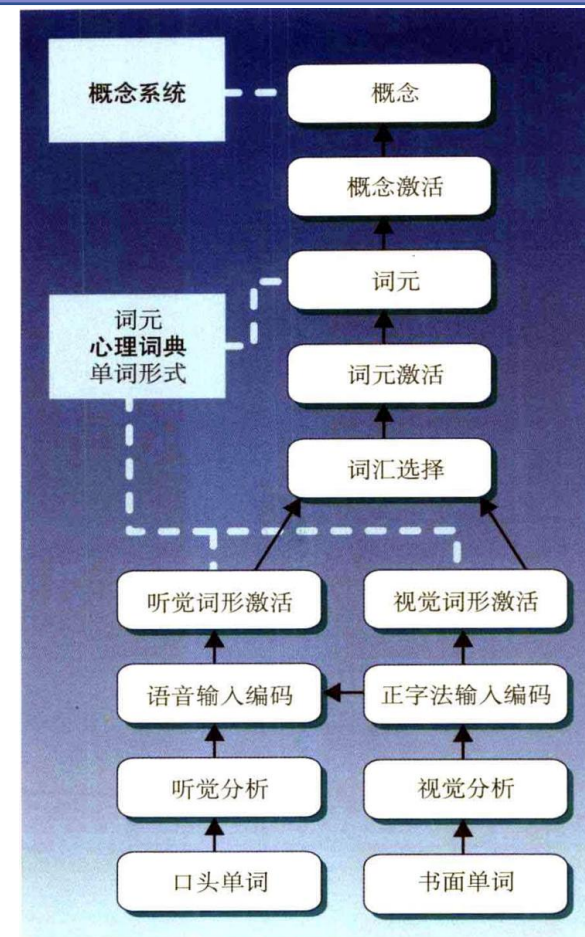 概念系统
概念
概念激活
词元
词元
心理词典
单词形式
词元激活
词汇选择
听觉词形激活
视觉词形激活
语音输入编码
正字法输入编码
听觉分析
视觉分析
口头单词
书面单词